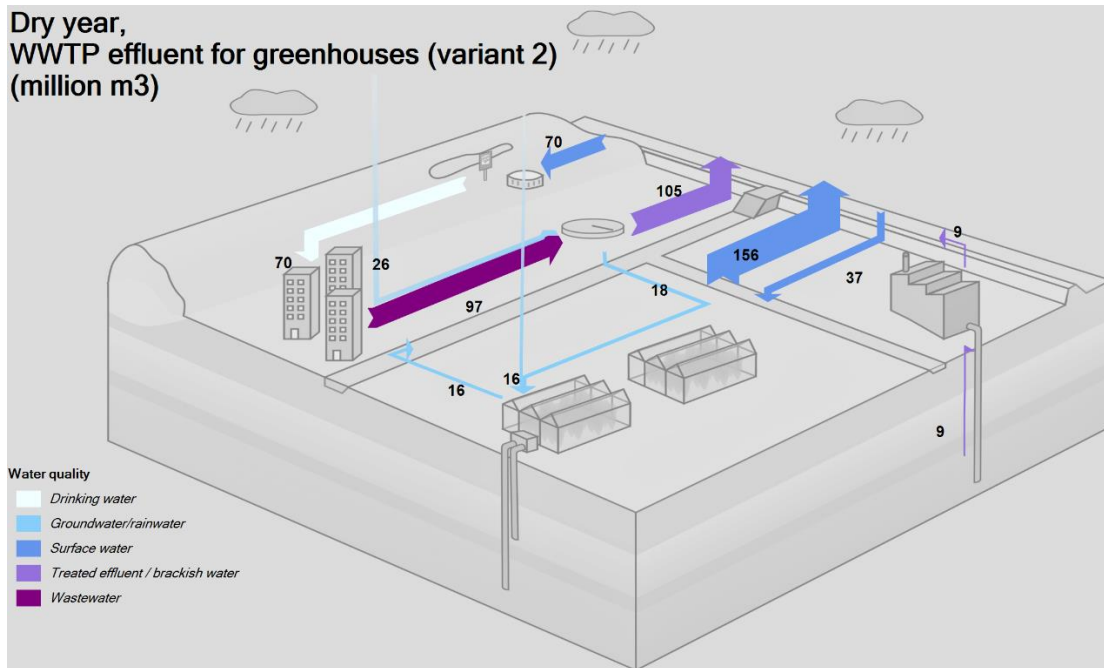 Dry year,
WWTP effluent for greenhouses (variant 2)
(million m3)
70
105
9
156
70
26
37
18
97
16
16
9
Water quality
Drinking water
Groundwater/rainwater
Surface water
Treated effluent / brackish water
Wastewater